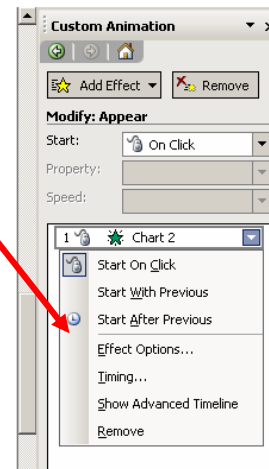 Custom Animation
Add Effect Remove
Modify: Appear
Start: On Click
Property:
Speed:
1 Chart 2
Start On Click
Start With Previous
Start After Previous
Effect Options...
Timing...
Show Advanced Timeline
Remove